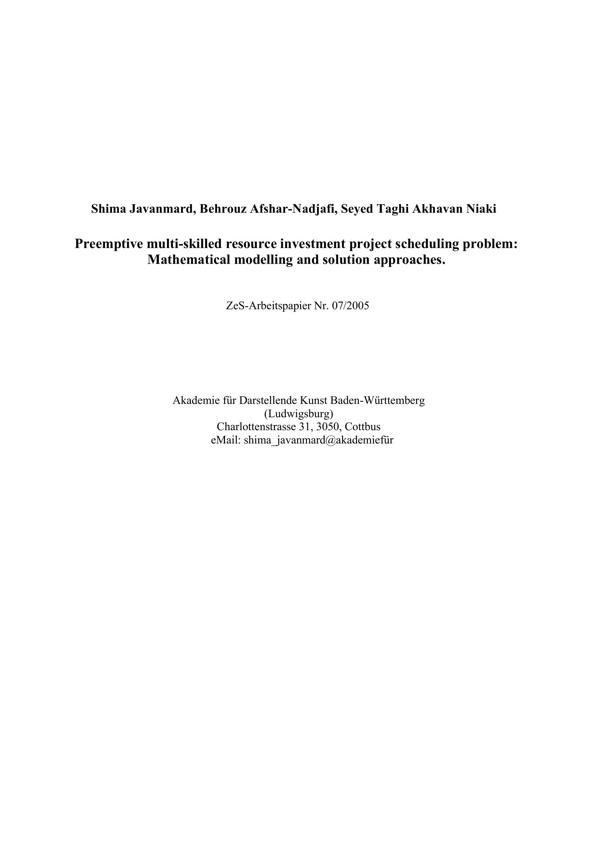 Shima Javanmard, Behrouz Afshar-Nadjafi, Seyed Taghi Akhavan Niaki
Preemptive multi-skilled resource investment project scheduling problem:
Mathematical modelling and solution approaches.
ZeS-Arbeitspapier Nr. 07/2005
Akademie für Darstellende Kunst Baden-Württemberg
(Ludwigsburg)
Charlottenstrasse 31, 3050, Cottbus
eMail: shima_javanmard@akademiefür